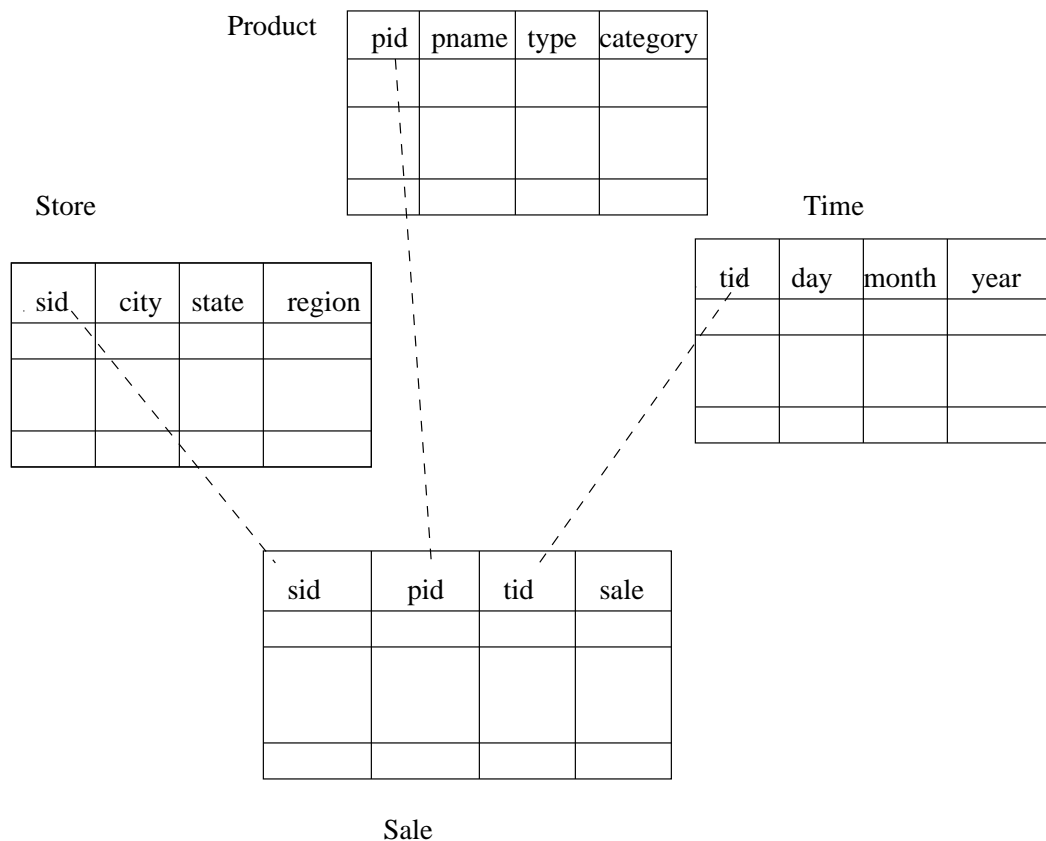 Product
pid pname type category
Store
sid city state region
Time
tid day month year
sid pid tid sale
Sale